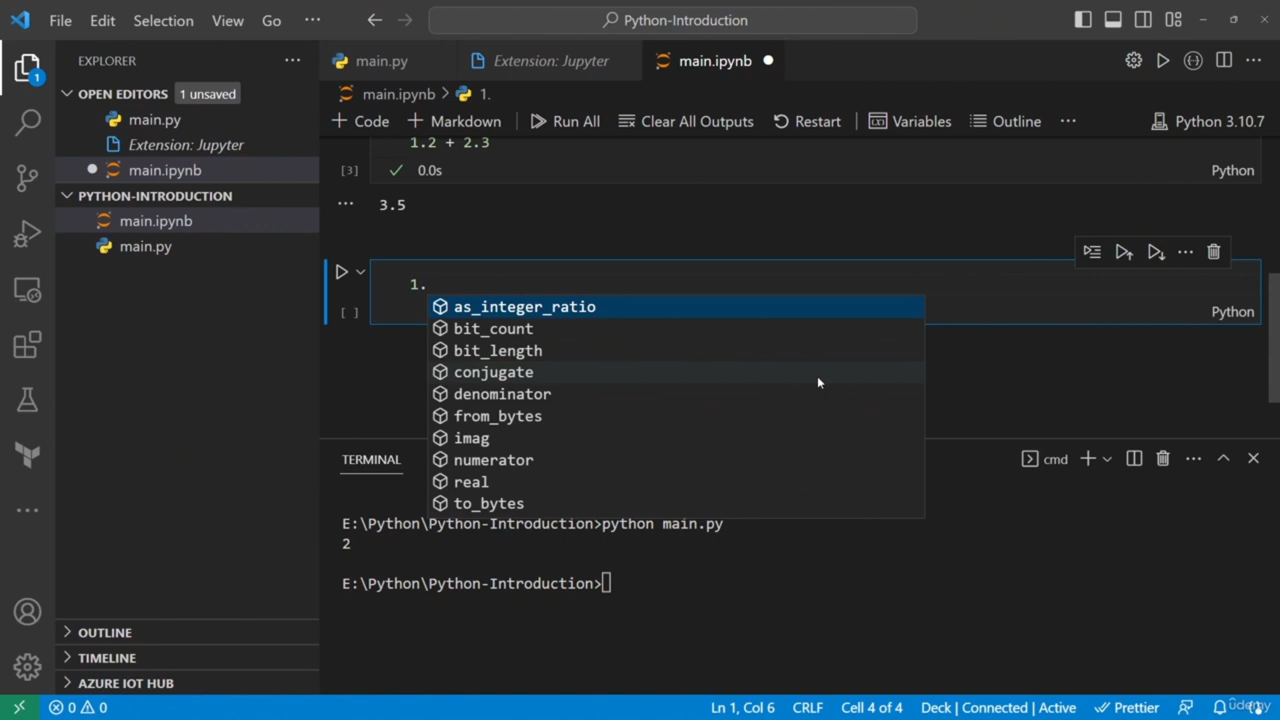 File Edit Selection View Go ··· Python-Introduction
EXPLORER ···
main.py Extension: Jupyter main.ipynb
OPEN EDITORS 1 unsaved
main.py
Extension: Jupyter
main.ipynb
PYTHON-INTRODUCTION
main.ipynb
main.py
1
main.ipynb > 1.
+ Code + Markdown Run All Clear All Outputs Restart Variables Outline ··· Python 3.10.7
1.2 + 2.3
[3] 0.0s Python
··· 3.5
1.
[ ] Python
as_integer_ratio
bit_count
bit_length
conjugate
denominator
from_bytes
imag
numerator
real
to_bytes
TERMINAL cmd
E:\Python\Python-Introduction>python main.py
2
E:\Python\Python-Introduction>
OUTLINE
TIMELINE
AZURE IOT HUB
0 0 Ln 1, Col 6 CRLF Cell 4 of 4 Deck | Connected | Active Prettier
udemy